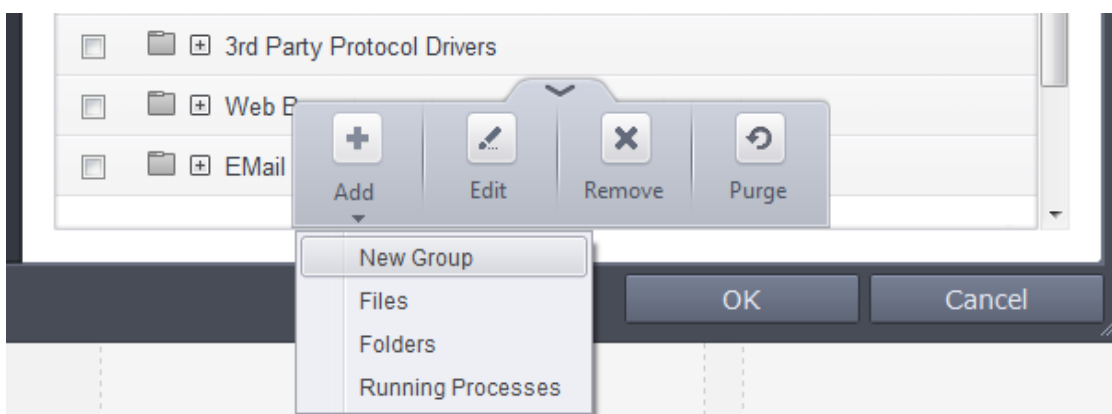 3rd Party Protocol Drivers
Web B
EMail
Add
Edit
Remove
Purge
New Group
Files
Folders
Running Processes
OK
Cancel